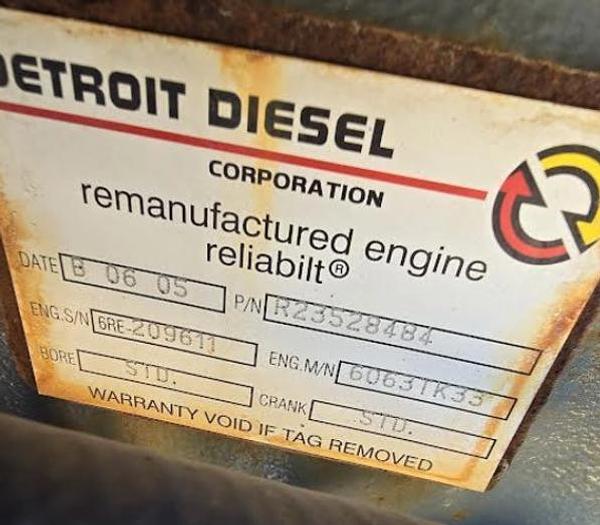 DETROIT DIESEL
CORPORATION
remanufactured engine
reliabilt®
DATE B 06 05 P/N R23528484
ENG.S/N 6RE-209611 ENG.M/N 6063TK33
BORE STD. CRANK STD.
WARRANTY VOID IF TAG REMOVED